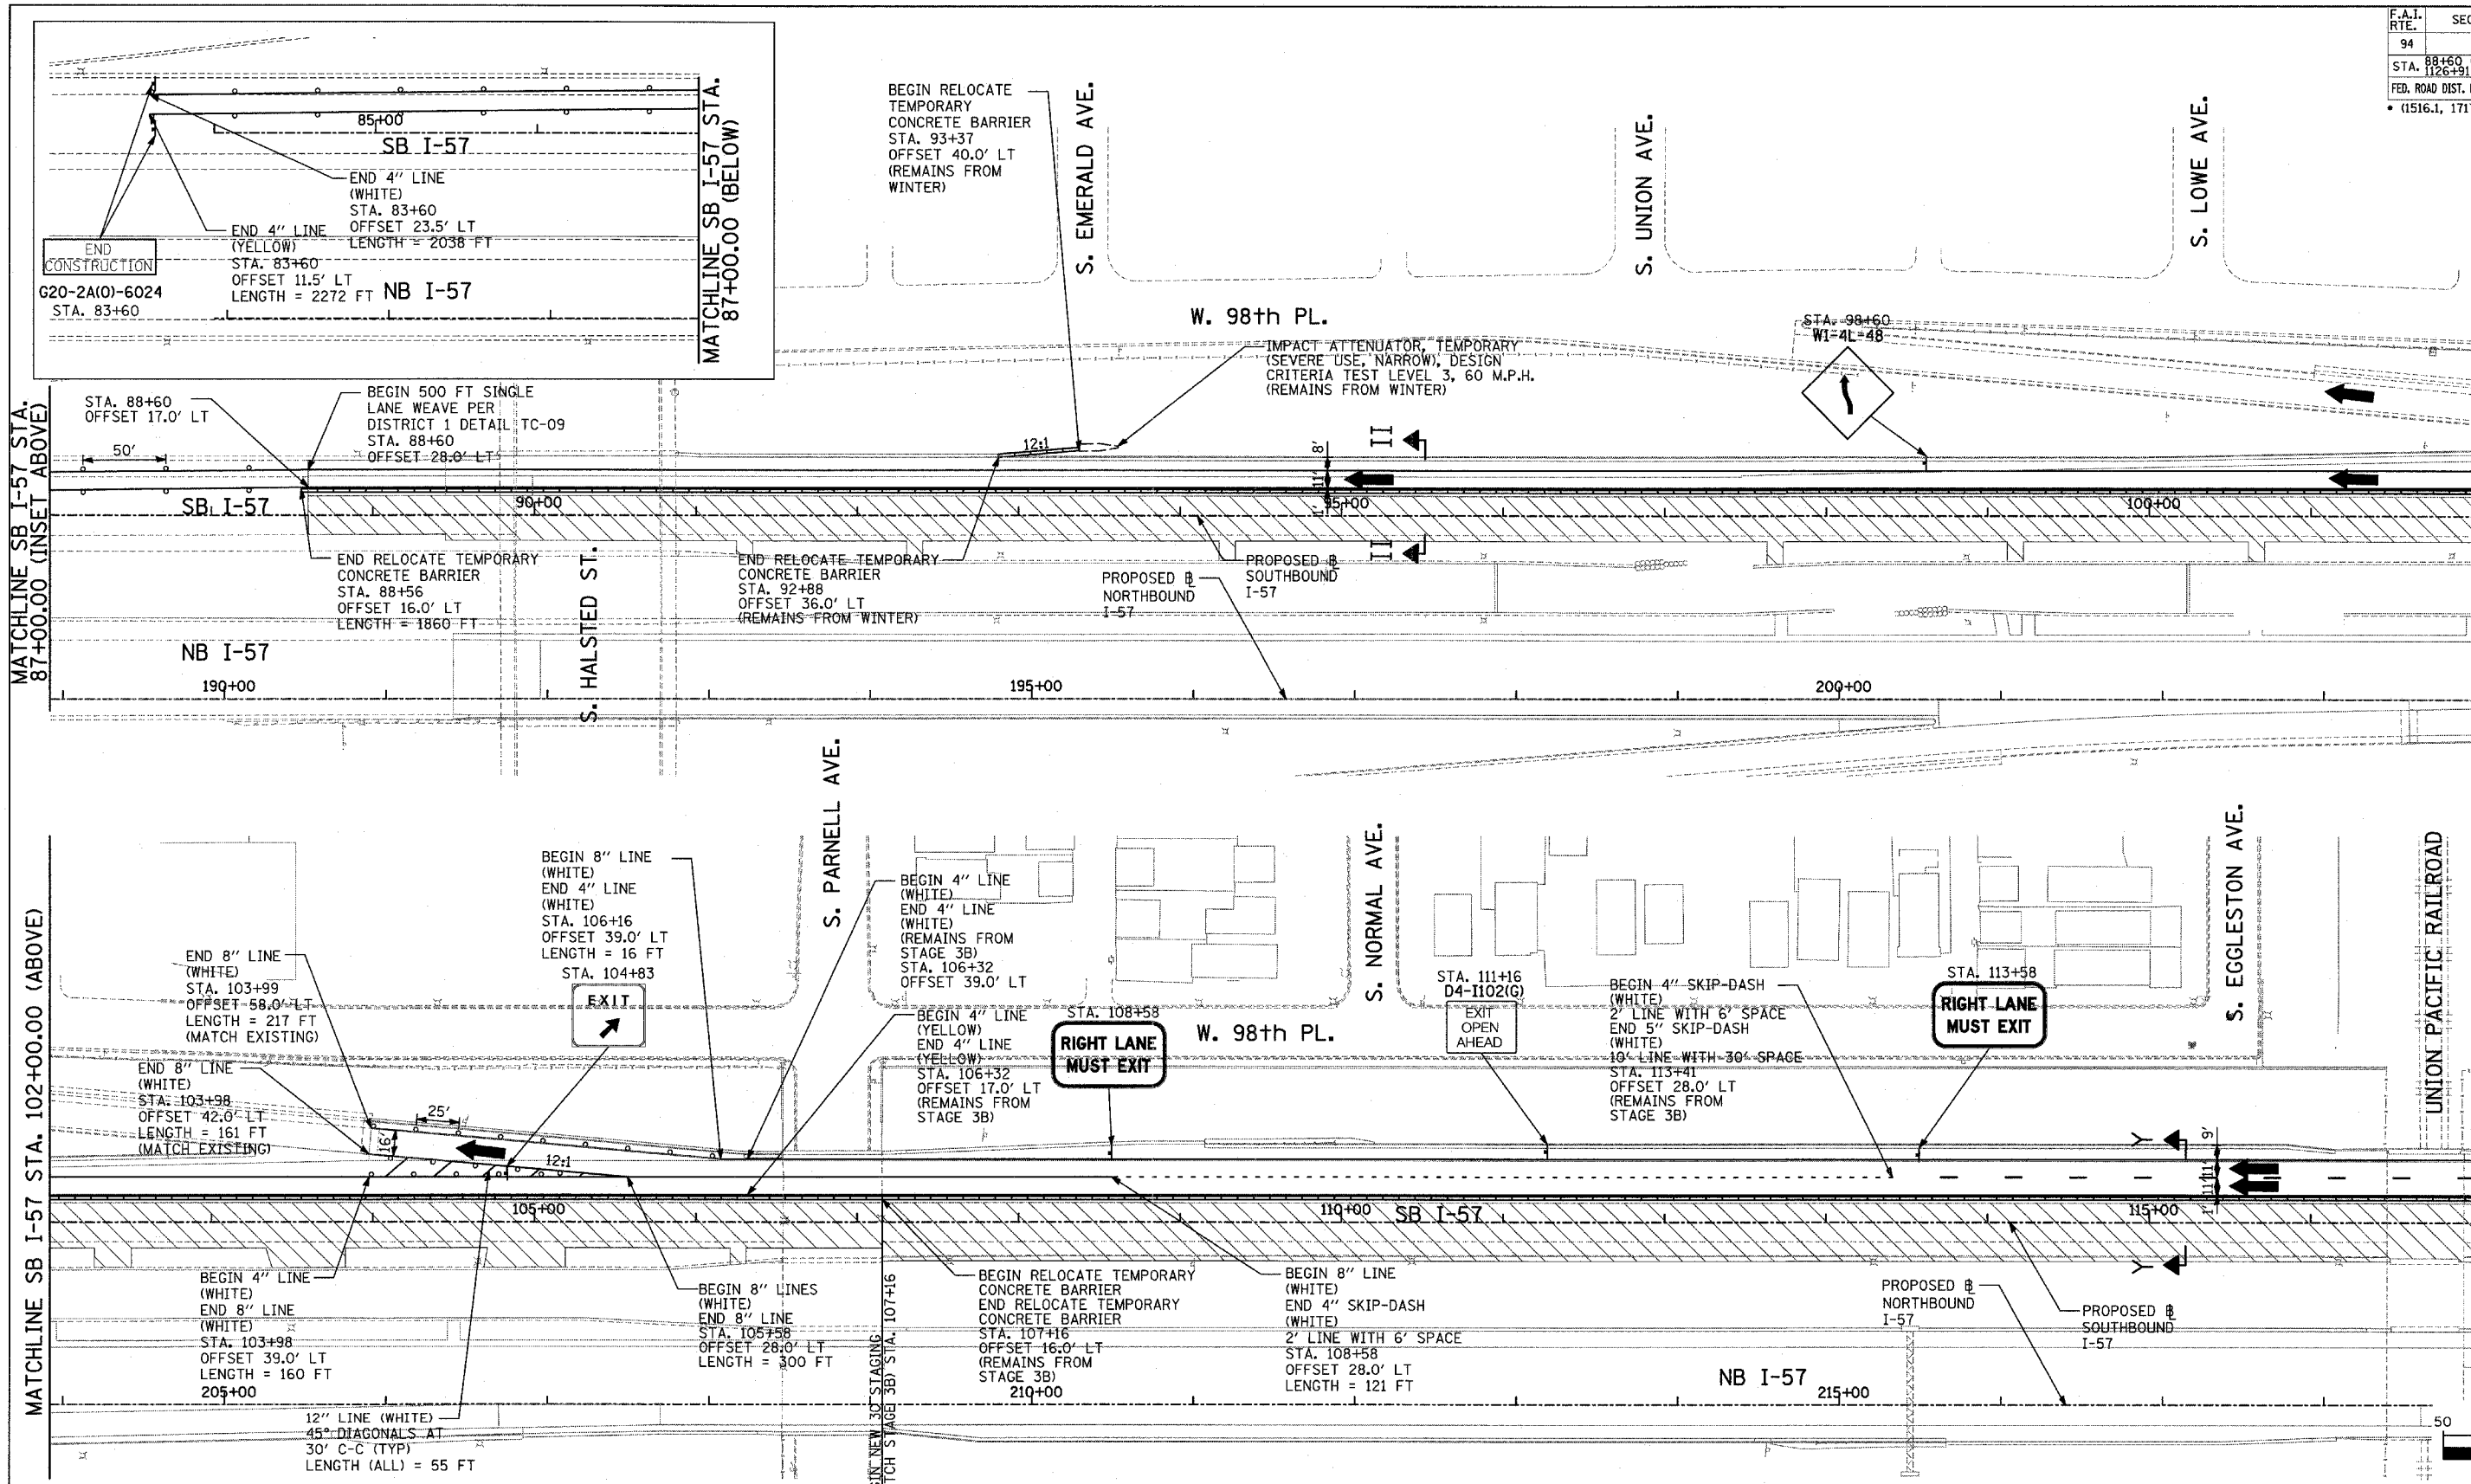 F.A.I.
RTE.
94
STA. 88+60
1126+91
FED. ROAD DIST.
85+00
SB I-57
END 4" LINE
(WHITE)
STA. 83+60
OFFSET 23.5' LT
LENGTH = 2038 FT
END 4" LINE
(YELLOW)
STA. 83+60
OFFSET 11.5' LT
LENGTH = 2272 FT
NB I-57
END
CONSTRUCTION
G20-2A(O)-6024
STA. 83+60
MATCHLINE SB I-57 STA.
87+00.00 (BELOW)
BEGIN RELOCATE
TEMPORARY
CONCRETE BARRIER
STA. 93+37
OFFSET 40.0' LT
(REMAINS FROM
WINTER)
S. EMERALD AVE.
S. UNION AVE.
S. LOWE AVE.
W. 98th PL.
IMPACT ATTENUATOR, TEMPORARY
(SEVERE USE, NARROW), DESIGN
CRITERIA TEST LEVEL 3, 60 M.P.H.
(REMAINS FROM WINTER)
STA. 98+60
W1-4L-48
MATCHLINE SB I-57 STA.
87+00.00 (INSET ABOVE)
STA. 88+60
OFFSET 17.0' LT
50'
BEGIN 500 FT SINGLE
LANE WEAVE PER
DISTRICT 1 DETAIL TC-09
STA. 88+60
OFFSET 28.0' LT
12:1
II
8'
11'
1'
SB I-57
90+00
95+00
100+00
END RELOCATE TEMPORARY
CONCRETE BARRIER
STA. 88+56
OFFSET 16.0' LT
LENGTH = 1860 FT
S. HALSTED ST.
END RELOCATE TEMPORARY
CONCRETE BARRIER
STA. 92+88
OFFSET 36.0' LT
(REMAINS FROM WINTER)
II
PROPOSED ℄
NORTHBOUND
I-57
PROPOSED ℄
SOUTHBOUND
I-57
NB I-57
190+00
195+00
200+00
MATCHLINE SB I-57 STA. 102+00.00 (ABOVE)
S. PARNELL AVE.
S. NORMAL AVE.
S. EGGLESTON AVE.
UNION PACIFIC RAILROAD
BEGIN 8" LINE
(WHITE)
END 4" LINE
(WHITE)
STA. 106+16
OFFSET 39.0' LT
LENGTH = 16 FT
STA. 104+83
EXIT
BEGIN 4" LINE
(WHITE)
END 4" LINE
(WHITE)
(REMAINS FROM
STAGE 3B)
STA. 106+32
OFFSET 39.0' LT
END 8" LINE
(WHITE)
STA. 103+99
OFFSET 58.0' LT
LENGTH = 217 FT
(MATCH EXISTING)
END 8" LINE
(WHITE)
STA. 103+98
OFFSET 42.0' LT
LENGTH = 161 FT
(MATCH EXISTING)
BEGIN 4" LINE
(YELLOW)
END 4" LINE
(YELLOW)
STA. 106+32
OFFSET 17.0' LT
(REMAINS FROM
STAGE 3B)
STA. 108+58
RIGHT LANE
MUST EXIT
W. 98th PL.
STA. 111+16
D4-I102(G)
EXIT
OPEN
AHEAD
BEGIN 4" SKIP-DASH
(WHITE)
2' LINE WITH 6' SPACE
END 5" SKIP-DASH
(WHITE)
10' LINE WITH 30' SPACE
STA. 113+41
OFFSET 28.0' LT
(REMAINS FROM
STAGE 3B)
STA. 113+58
RIGHT LANE
MUST EXIT
25'
16'
12:1
Y
9'
11'
11'
1'
105+00
110+00
SB I-57
115+00
Y
BEGIN 4" LINE
(WHITE)
END 8" LINE
(WHITE)
STA. 103+98
OFFSET 39.0' LT
LENGTH = 160 FT
BEGIN 8" LINES
(WHITE)
END 8" LINE
STA. 105+58
OFFSET 28.0' LT
LENGTH = 300 FT
BEGIN RELOCATE TEMPORARY
CONCRETE BARRIER
END RELOCATE TEMPORARY
CONCRETE BARRIER
STA. 107+16
OFFSET 16.0' LT
(REMAINS FROM
STAGE 3B)
BEGIN 8" LINE
(WHITE)
END 4" SKIP-DASH
(WHITE)
2' LINE WITH 6' SPACE
STA. 108+58
OFFSET 28.0' LT
LENGTH = 121 FT
PROPOSED ℄
NORTHBOUND
I-57
PROPOSED ℄
SOUTHBOUND
I-57
NB I-57
205+00
210+00
215+00
12" LINE (WHITE)
45° DIAGONALS AT
30' C-C (TYP)
LENGTH (ALL) = 55 FT
NEW 3C STAGING
STAGE 3B) STA. 107+16
50